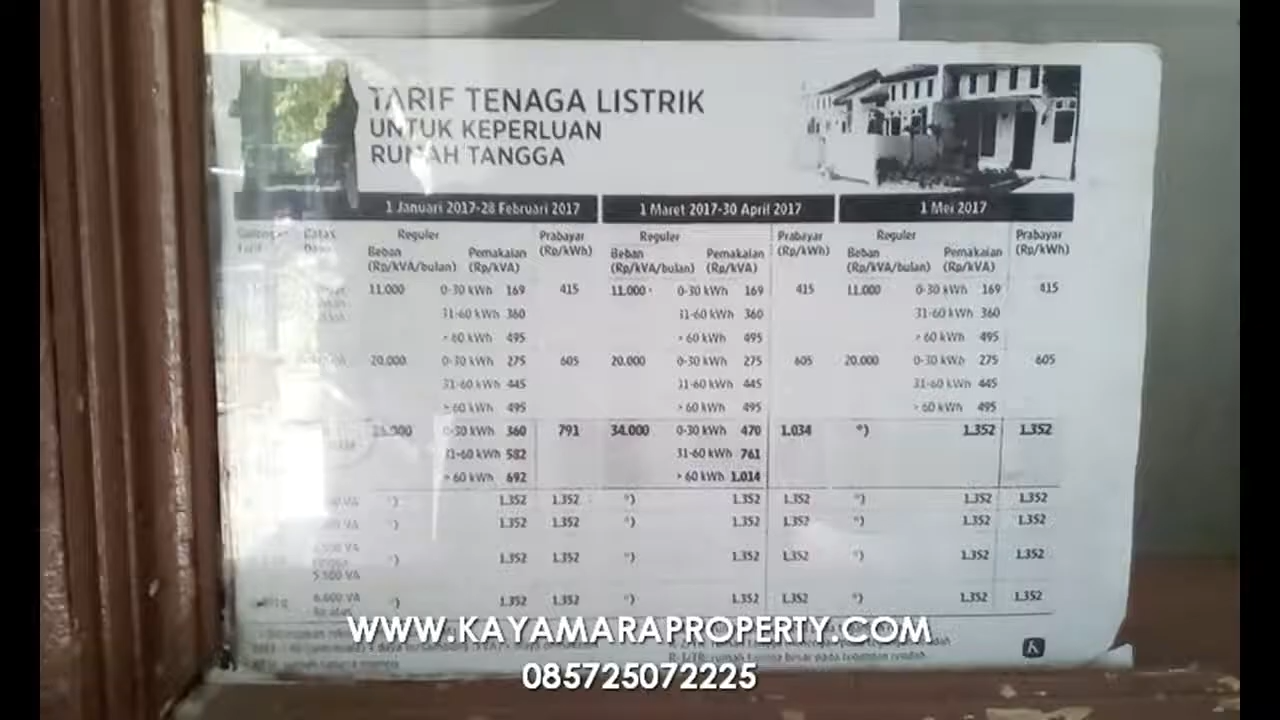 TARIF TENAGA LISTRIK
UNTUK KEPERLUAN
RUMAH TANGGA
1 Januari 2017-28 Februari 2017 1 Maret 2017-30 April 2017 1 Mei 2017
Reguler Prabayar Reguler Prabayar Reguler Prabayar
Batas (Rp/kWh) (Rp/kWh) (Rp/kWh)
Beban Pemakaian Beban Pemakaian Beban Pemakaian
(Rp/kVA/bulan) (Rp/kVA) (Rp/kVA/bulan) (Rp/kVA) (Rp/kVA/bulan) (Rp/kVA)
11.000 0-30 kWh 169 415 11.000 0-30 kWh 169 415 11.000 0-30 kWh 169 415
31-60 kWh 360 31-60 kWh 360 31-60 kWh 360
> 60 kWh 495 > 60 kWh 495 > 60 kWh 495
20.000 0-30 kWh 275 605 20.000 0-30 kWh 275 605 20.000 0-30 kWh 275 605
31-60 kWh 445 31-60 kWh 445 31-60 kWh 445
> 60 kWh 495 > 60 kWh 495 > 60 kWh 495
0-30 kWh 360 791 34.000 0-30 kWh 470 1.034 *) 1.352 1.352
31-60 kWh 582 31-60 kWh 761
> 60 kWh 692 > 60 kWh 1.014
VA *) 1.352 1.352 *) 1.352 1.352 *) 1.352 1.352
VA *) 1.352 1.352 *) 1.352 1.352 *) 1.352 1.352
VA *) 1.352 1.352 *) 1.352 1.352 *) 1.352 1.352
5.500 VA
6.600 VA *) 1.352 1.352 *) 1.352 1.352 *) 1.352 1.352
WWW.KAYAMARAPROPERTY.COM
K
085725072225